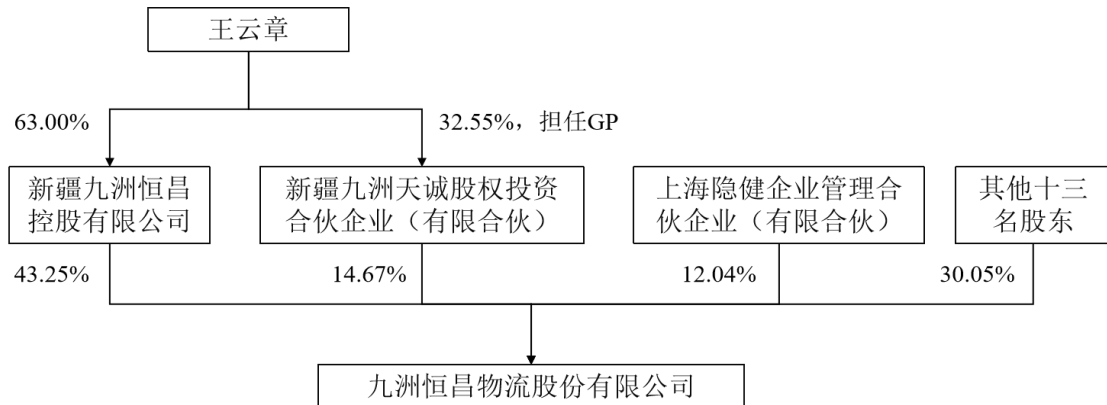 王云章
63.00%
32.55%，担任GP
新疆九洲恒昌
控股有限公司
新疆九洲天诚股权投资
合伙企业（有限合伙）
上海隐健企业管理合
伙企业（有限合伙）
其他十三
名股东
43.25%
14.67%
12.04%
30.05%
九洲恒昌物流股份有限公司